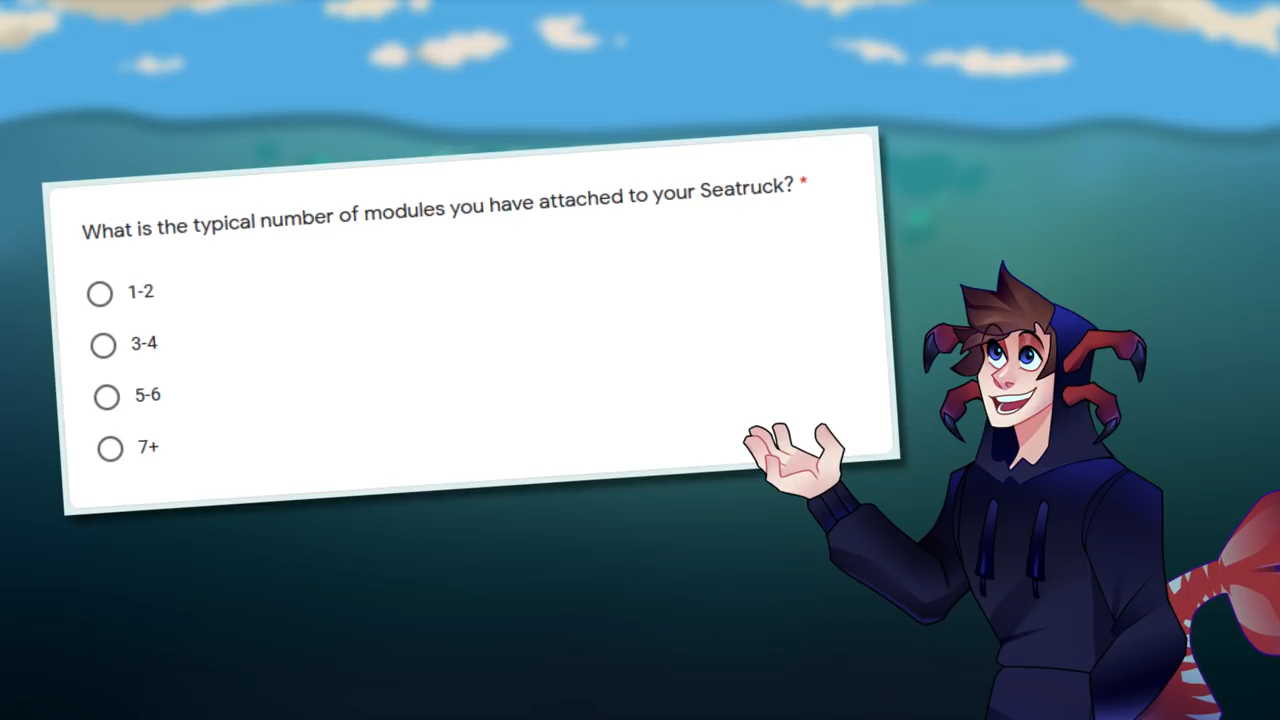 What is the typical number of modules you have attached to your Seatruck? *
1-2
3-4
5-6
7+